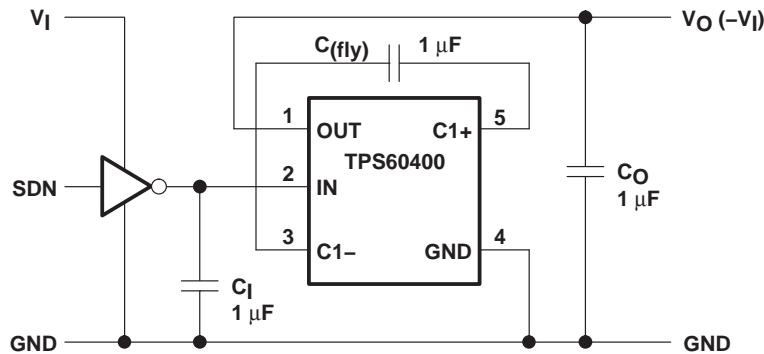 VI
VO (–VI)
C(fly) 1 µF
1 OUT
C1+ 5
TPS60400
SDN
2 IN
CO
1 µF
3 C1–
GND 4
CI
1 µF
GND
GND